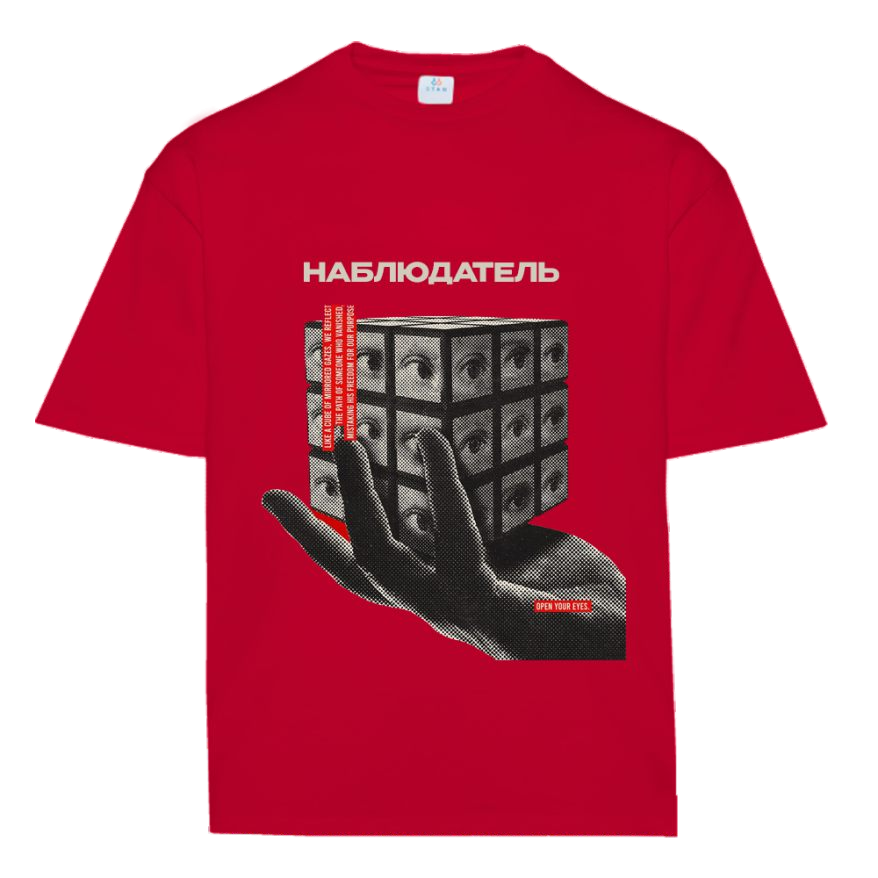 STAN
НАБЛЮДАТЕЛЬ
LIKE A CUBE OF MIRRORED GAZES, WE REFLECT
THE PATH OF SOMEONE WHO VANISHED,
MISTAKING HIS FREEDOM FOR OUR PURPOSE
OPEN YOUR EYES.